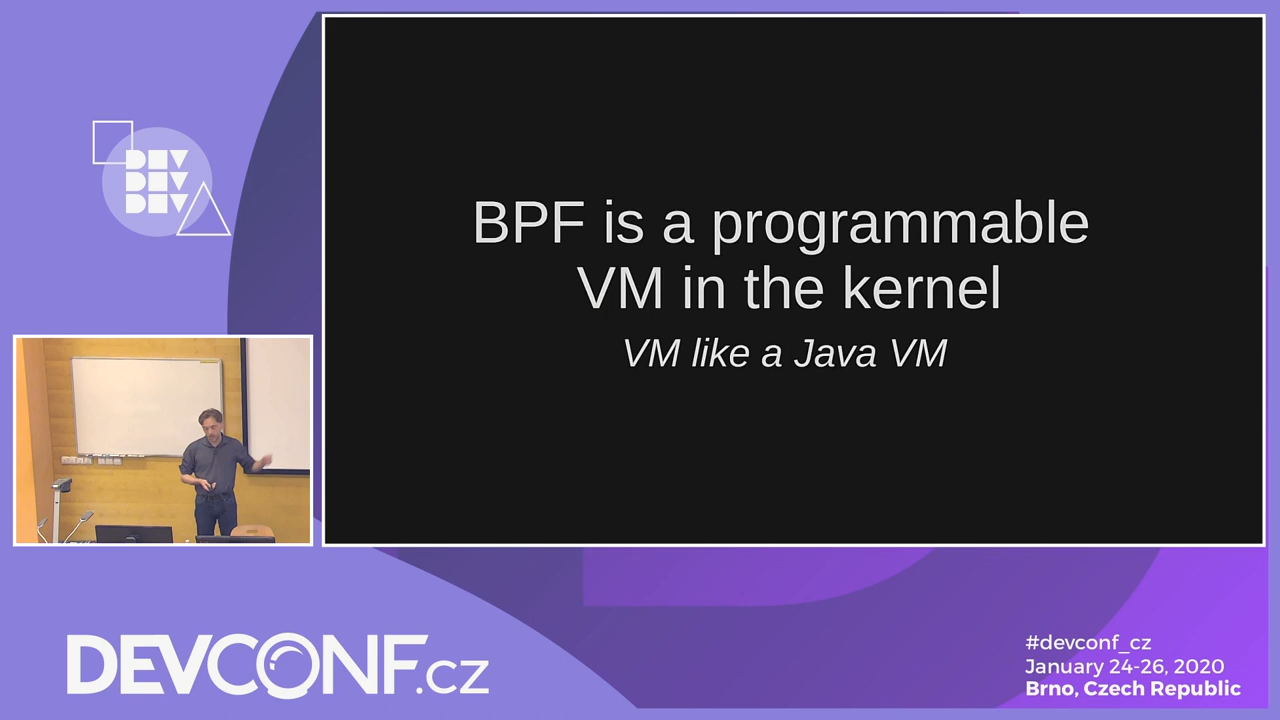 DEV
DEV
DEV
BPF is a programmable
VM in the kernel
VM like a Java VM
DEVCONF.cz
#devconf_cz
January 24-26, 2020
Brno, Czech Republic